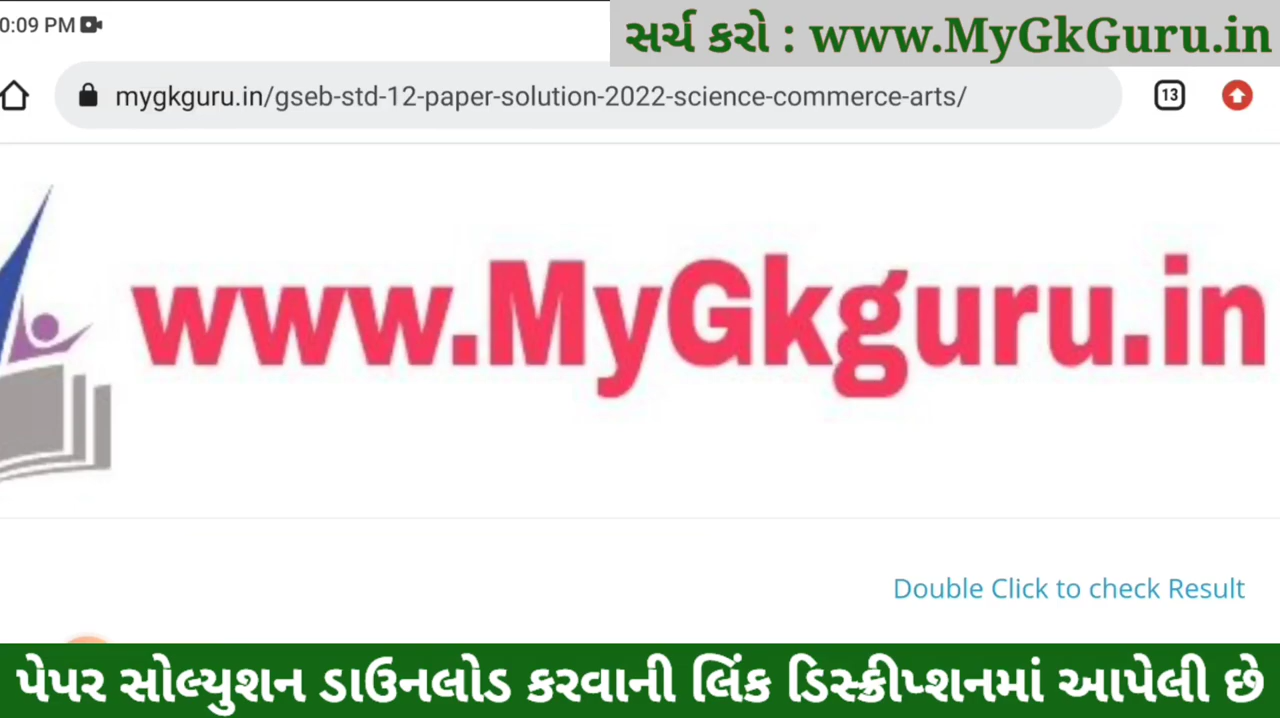 0:09 PM
સર્ચ કરો : www.MyGkGuru.in
mygkguru.in/gseb-std-12-paper-solution-2022-science-commerce-arts/
13
www.MyGkguru.in
Double Click to check Result
પેપર સોલ્યુશન ડાઉનલોડ કરવાની લિંક ડિસ્ક્રીપ્શનમાં આપેલી છે